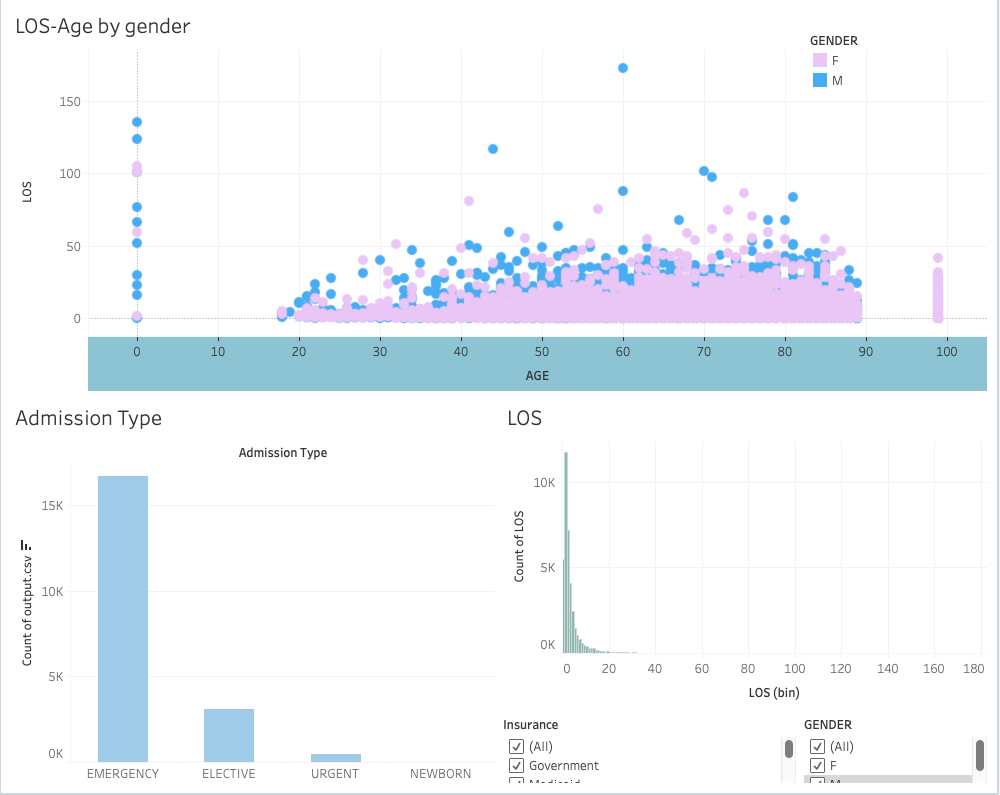 LOS-Age by gender
GENDER
F
M
150
100
50
0
LOS
0 10 20 30 40 50 60 70 80 90 100
AGE
Admission Type
Admission Type
15K
10K
5K
0K
Count of output.csv
EMERGENCY ELECTIVE URGENT NEWBORN
LOS
10K
5K
0K
Count of LOS
0 20 40 60 80 100 120 140 160 180
LOS (bin)
Insurance
(All)
Government
Medicaid
GENDER
(All)
F
M